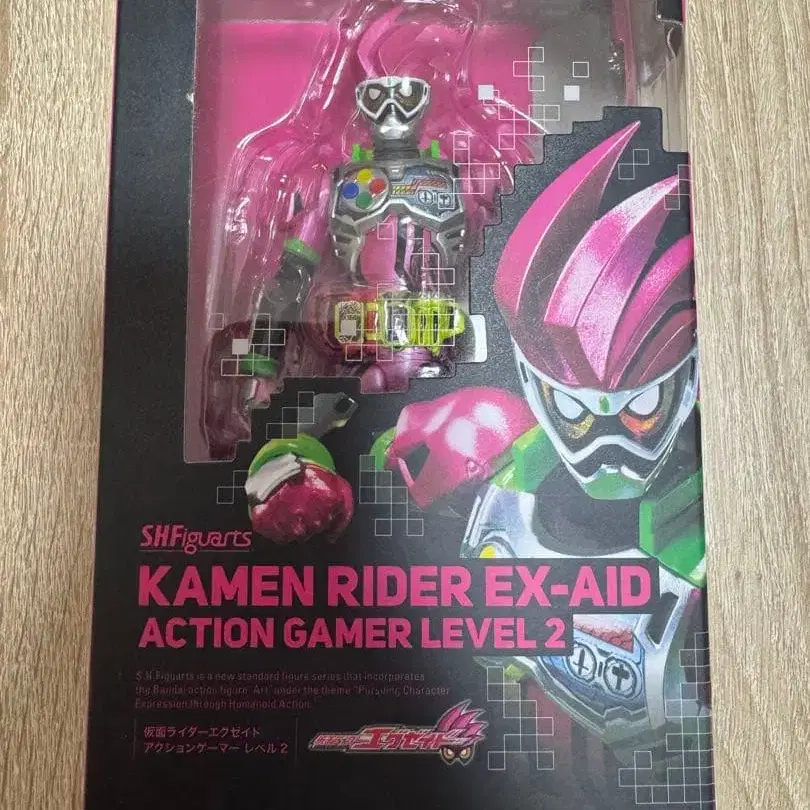 S.H.Figuarts
KAMEN RIDER EX-AID
ACTION GAMER LEVEL 2
S.H.Figuarts is a new standard figure series that incorporates
the Bandai action figure "Art" under the theme "Pursuing Character
Expression through Humanoid Action."
仮面ライダーエグゼイド
アクションゲーマー レベル2
仮面ライダーエグゼイド